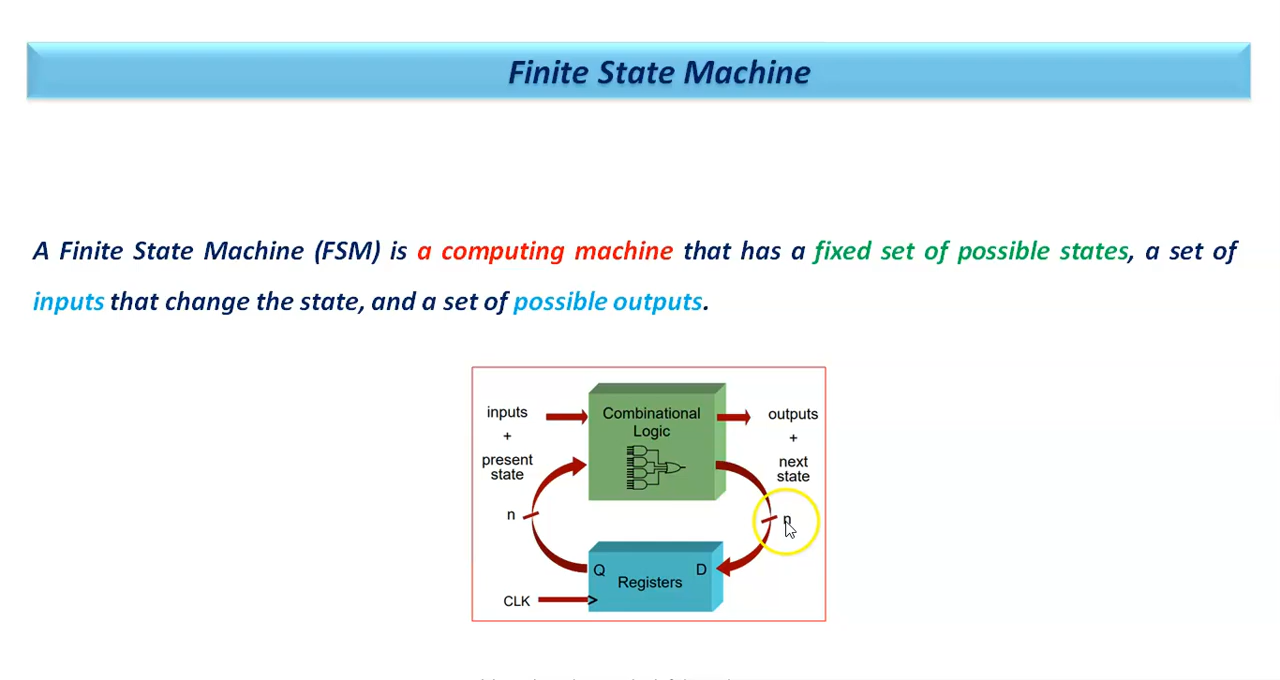 Finite State Machine
A Finite State Machine (FSM) is a computing machine that has a fixed set of possible states, a set of
inputs that change the state, and a set of possible outputs.
inputs
+
present
state
n
Combinational
Logic
outputs
+
next
state
n
Q
D
Registers
CLK